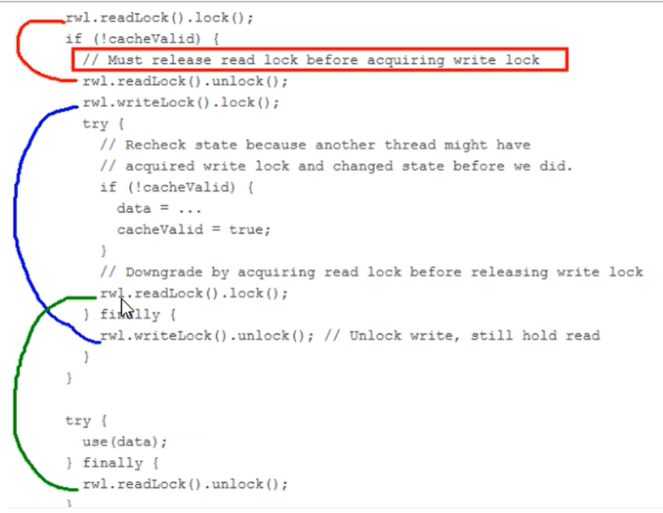 rwl.readLock().lock();
if (!cacheValid) {
// Must release read lock before acquiring write lock
rwl.readLock().unlock();
rwl.writeLock().lock();
try {
// Recheck state because another thread might have
// acquired write lock and changed state before we did.
if (!cacheValid) {
data = ...
cacheValid = true;
}
// Downgrade by acquiring read lock before releasing write lock
rwl.readLock().lock();
} finally {
rwl.writeLock().unlock(); // Unlock write, still hold read
}
}
try {
use(data);
} finally {
rwl.readLock().unlock();
}